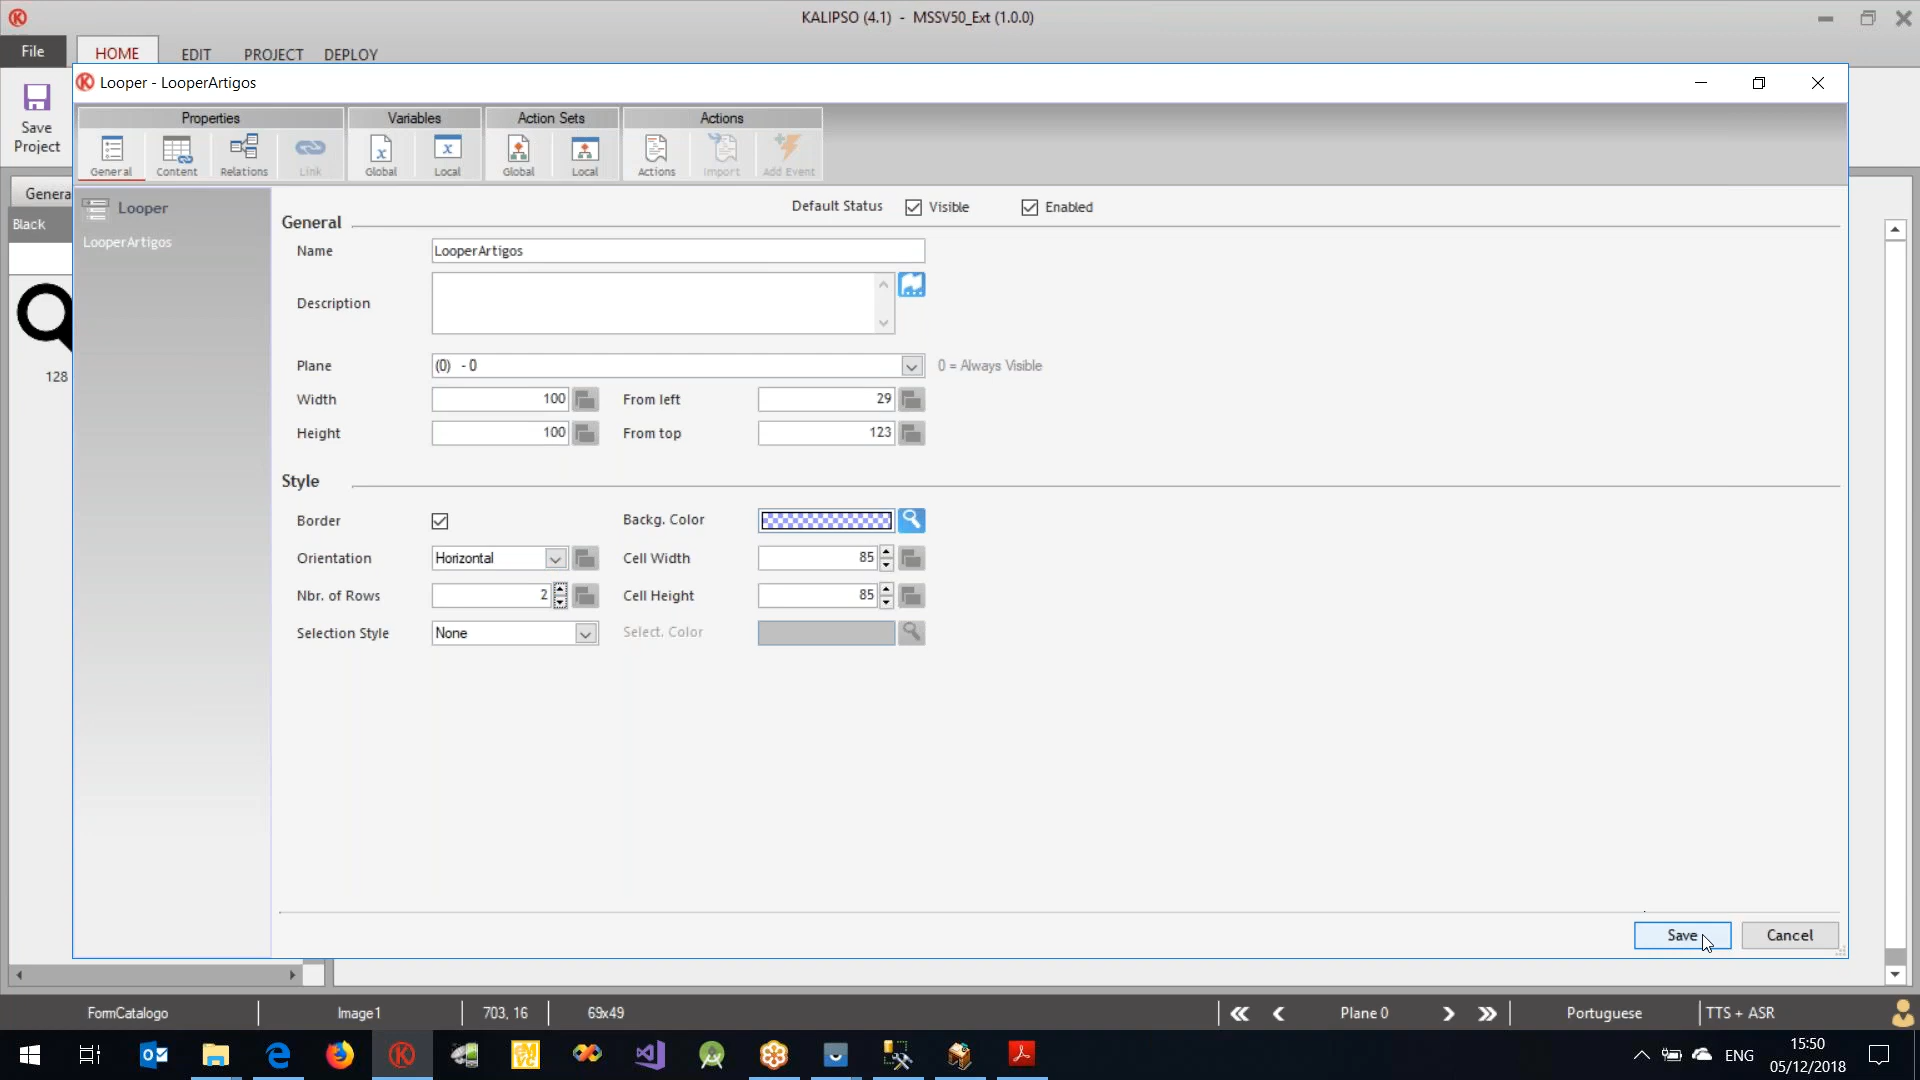 KALIPSO (4.1) - MSSV50_Ext (1.0.0)
File HOME EDIT PROJECT DEPLOY
Looper - LooperArtigos
Save Project
Properties Variables Action Sets Actions
General Content Relations Link Global Local Global Local Actions Import Add Event
Genera
Black
128
Looper
LooperArtigos
Default Status Visible Enabled
General
Name LooperArtigos
Description
Plane (0) - 0 0 = Always Visible
Width 100 From left 29
Height 100 From top 123
Style
Border Backg. Color
Orientation Horizontal Cell Width 85
Nbr. of Rows 2 Cell Height 85
Selection Style None Select. Color
Save Cancel
FormCatalogo Image1 703, 16 69x49 Plane 0 Portuguese TTS + ASR
ENG 15:50
05/12/2018